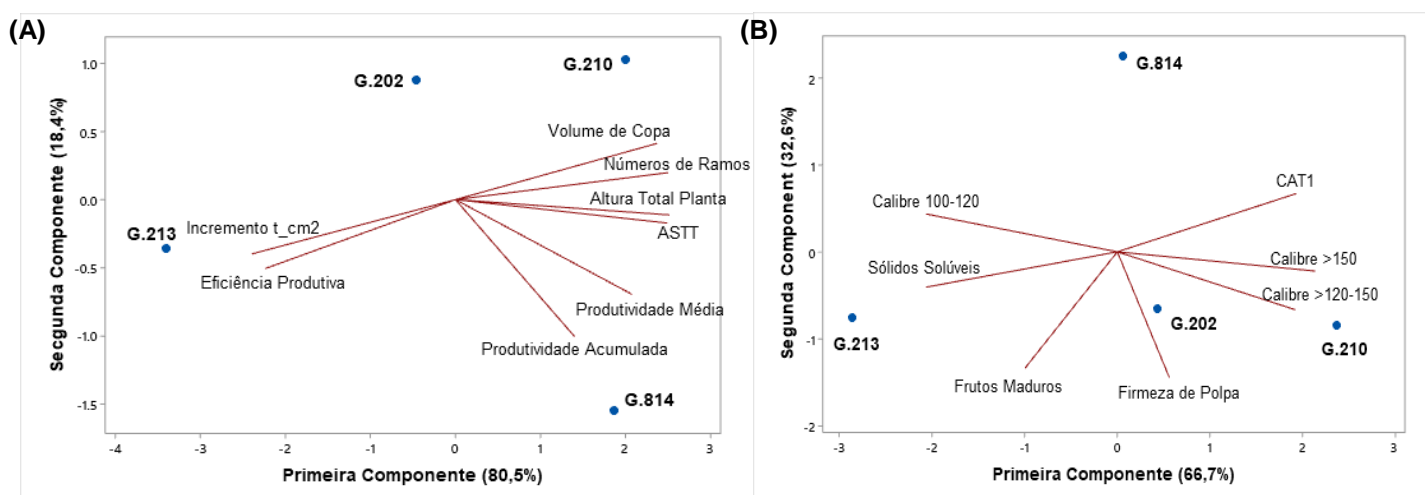 (A)
Secgunda Componente (18,4%)
1.0
0.5
0.0
-0.5
-1.0
-1.5
G.202
G.210
Volume de Copa
Números de Ramos
Altura Total Planta
ASTT
G.213
Incremento t_cm2
Eficiência Produtiva
Produtividade Média
Produtividade Acumulada
G.814
-4 -3 -2 -1 0 1 2 3
Primeira Componente (80,5%)
(B)
Segunda Component (32,6%)
2
1
0
-1
-2
G.814
CAT1
Calibre 100-120
Calibre >150
Sólidos Solúveis
Calibre >120-150
G.213
G.202
G.210
Frutos Maduros
Firmeza de Polpa
-3 -2 -1 0 1 2 3
Primeira Componente (66,7%)